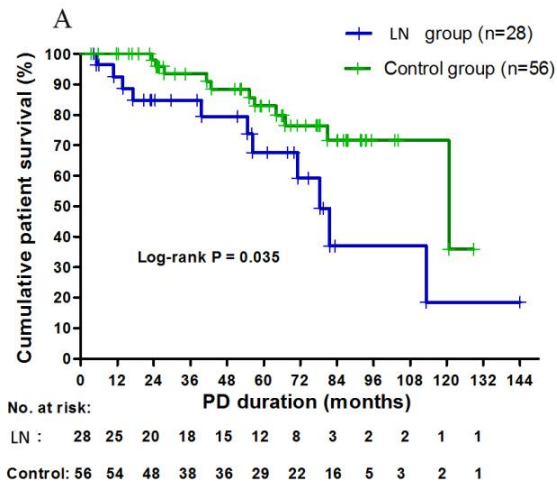 A
LN group (n=28)
Control group (n=56)
Cumulative patient survival (%)
100
90
80
70
60
50
40
30
20
10
0
Log-rank P = 0.035
0 12 24 36 48 60 72 84 96 108 120 132 144
PD duration (months)
No. at risk:
LN : 28 25 20 18 15 12 8 3 2 2 1 1
Control: 56 54 48 38 36 29 22 16 5 3 2 1